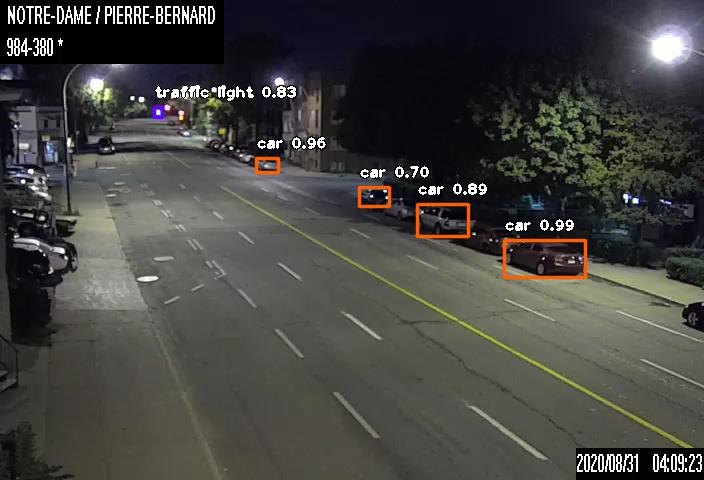 NOTRE-DAME / PIERRE-BERNARD
984-380 *
traffic light 0.83
car 0.96
car 0.70
car 0.89
car 0.99
2020/08/31 04:09:23